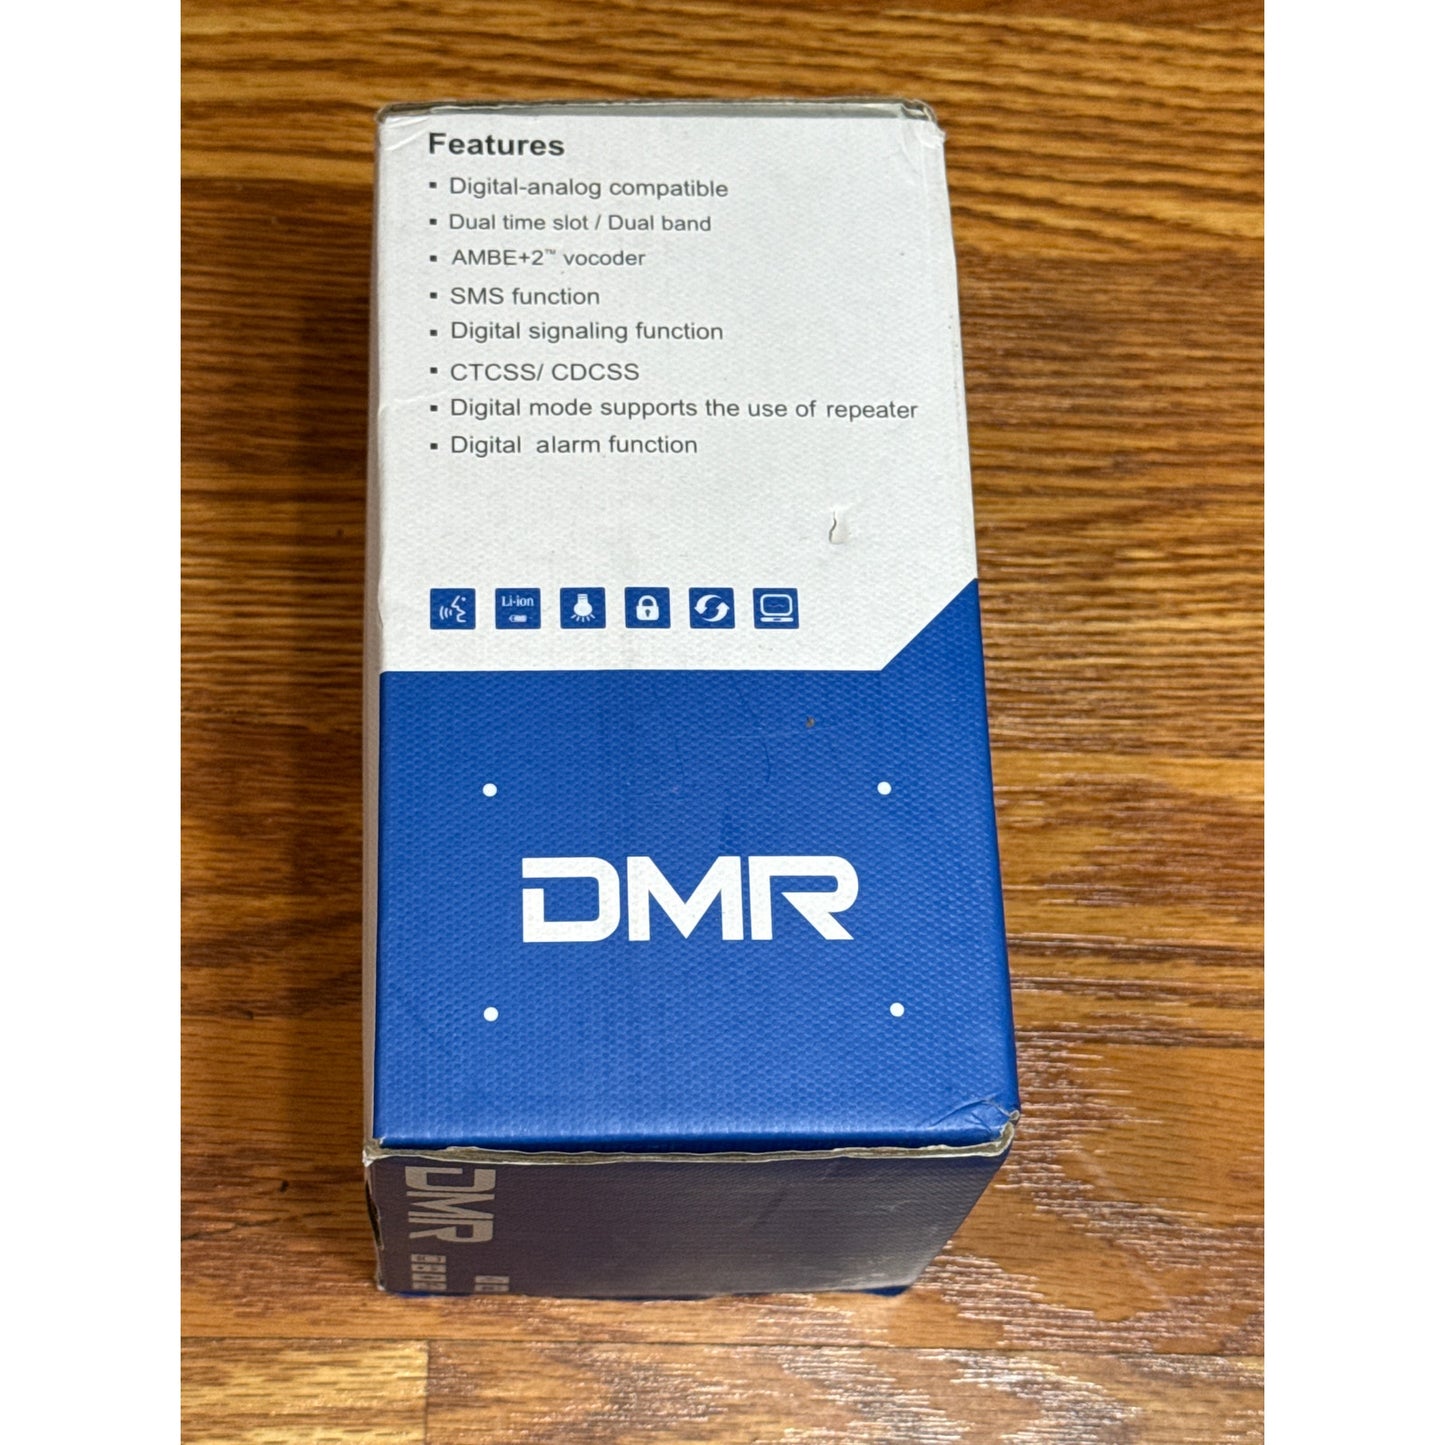 Features
▪ Digital-analog compatible
▪ Dual time slot / Dual band
▪ AMBE+2™ vocoder
▪ SMS function
▪ Digital signaling function
▪ CTCSS/ CDCSS
▪ Digital mode supports the use of repeater
▪ Digital alarm function
Li-ion
DMR
DMR